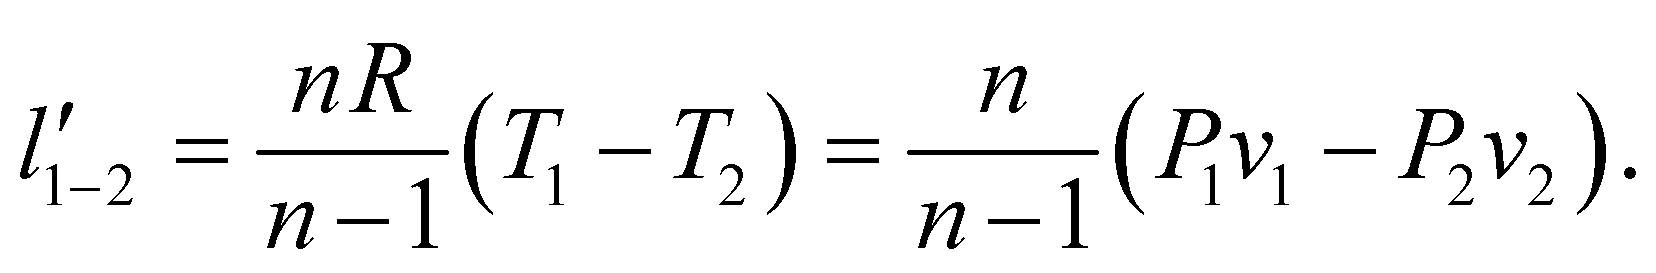 l′₁₋₂ = nR/(n−1) (T₁ − T₂) = n/(n−1) (P₁v₁ − P₂v₂).